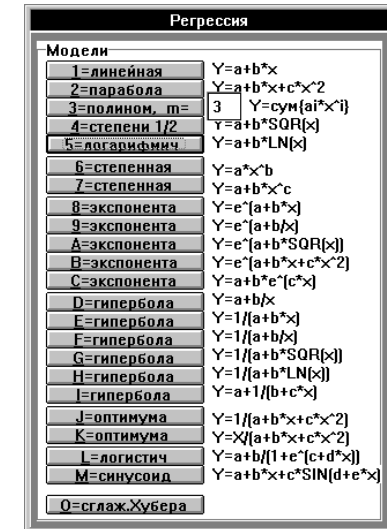 Регрессия
Модели
1=линейная Y=a+b*x
2=парабола Y=a+b*x+c*x^2
3=полином, m= 3 Y=сум{ai*x^i}
4=степени 1/2 Y=a+b*SQR(x)
5=логарифмич Y=a+b*LN(x)
6=степенная Y=a*x^b
7=степенная Y=a+b*x^c
8=экспонента Y=e^(a+b*x)
9=экспонента Y=e^(a+b/x)
A=экспонента Y=e^(a+b*SQR(x))
B=экспонента Y=e^(a+b*x+c*x^2)
C=экспонента Y=a+b*e^(c*x)
D=гипербола Y=a+b/x
E=гипербола Y=1/(a+b*x)
F=гипербола Y=1/(a+b/x)
G=гипербола Y=1/(a+b*SQR(x))
H=гипербола Y=1/(a+b*LN(x)
I=гипербола Y=a+1/(b+c*x)
J=оптимума Y=1/(a+b*x+c*x^2)
K=оптимума Y=X/(a+b*x+c*x^2)
L=логистич Y=a+b/(1+e^(c+d*x))
M=синусоид Y=a+b*x+c*SIN(d+e*x)
O=сглаж.Хубера